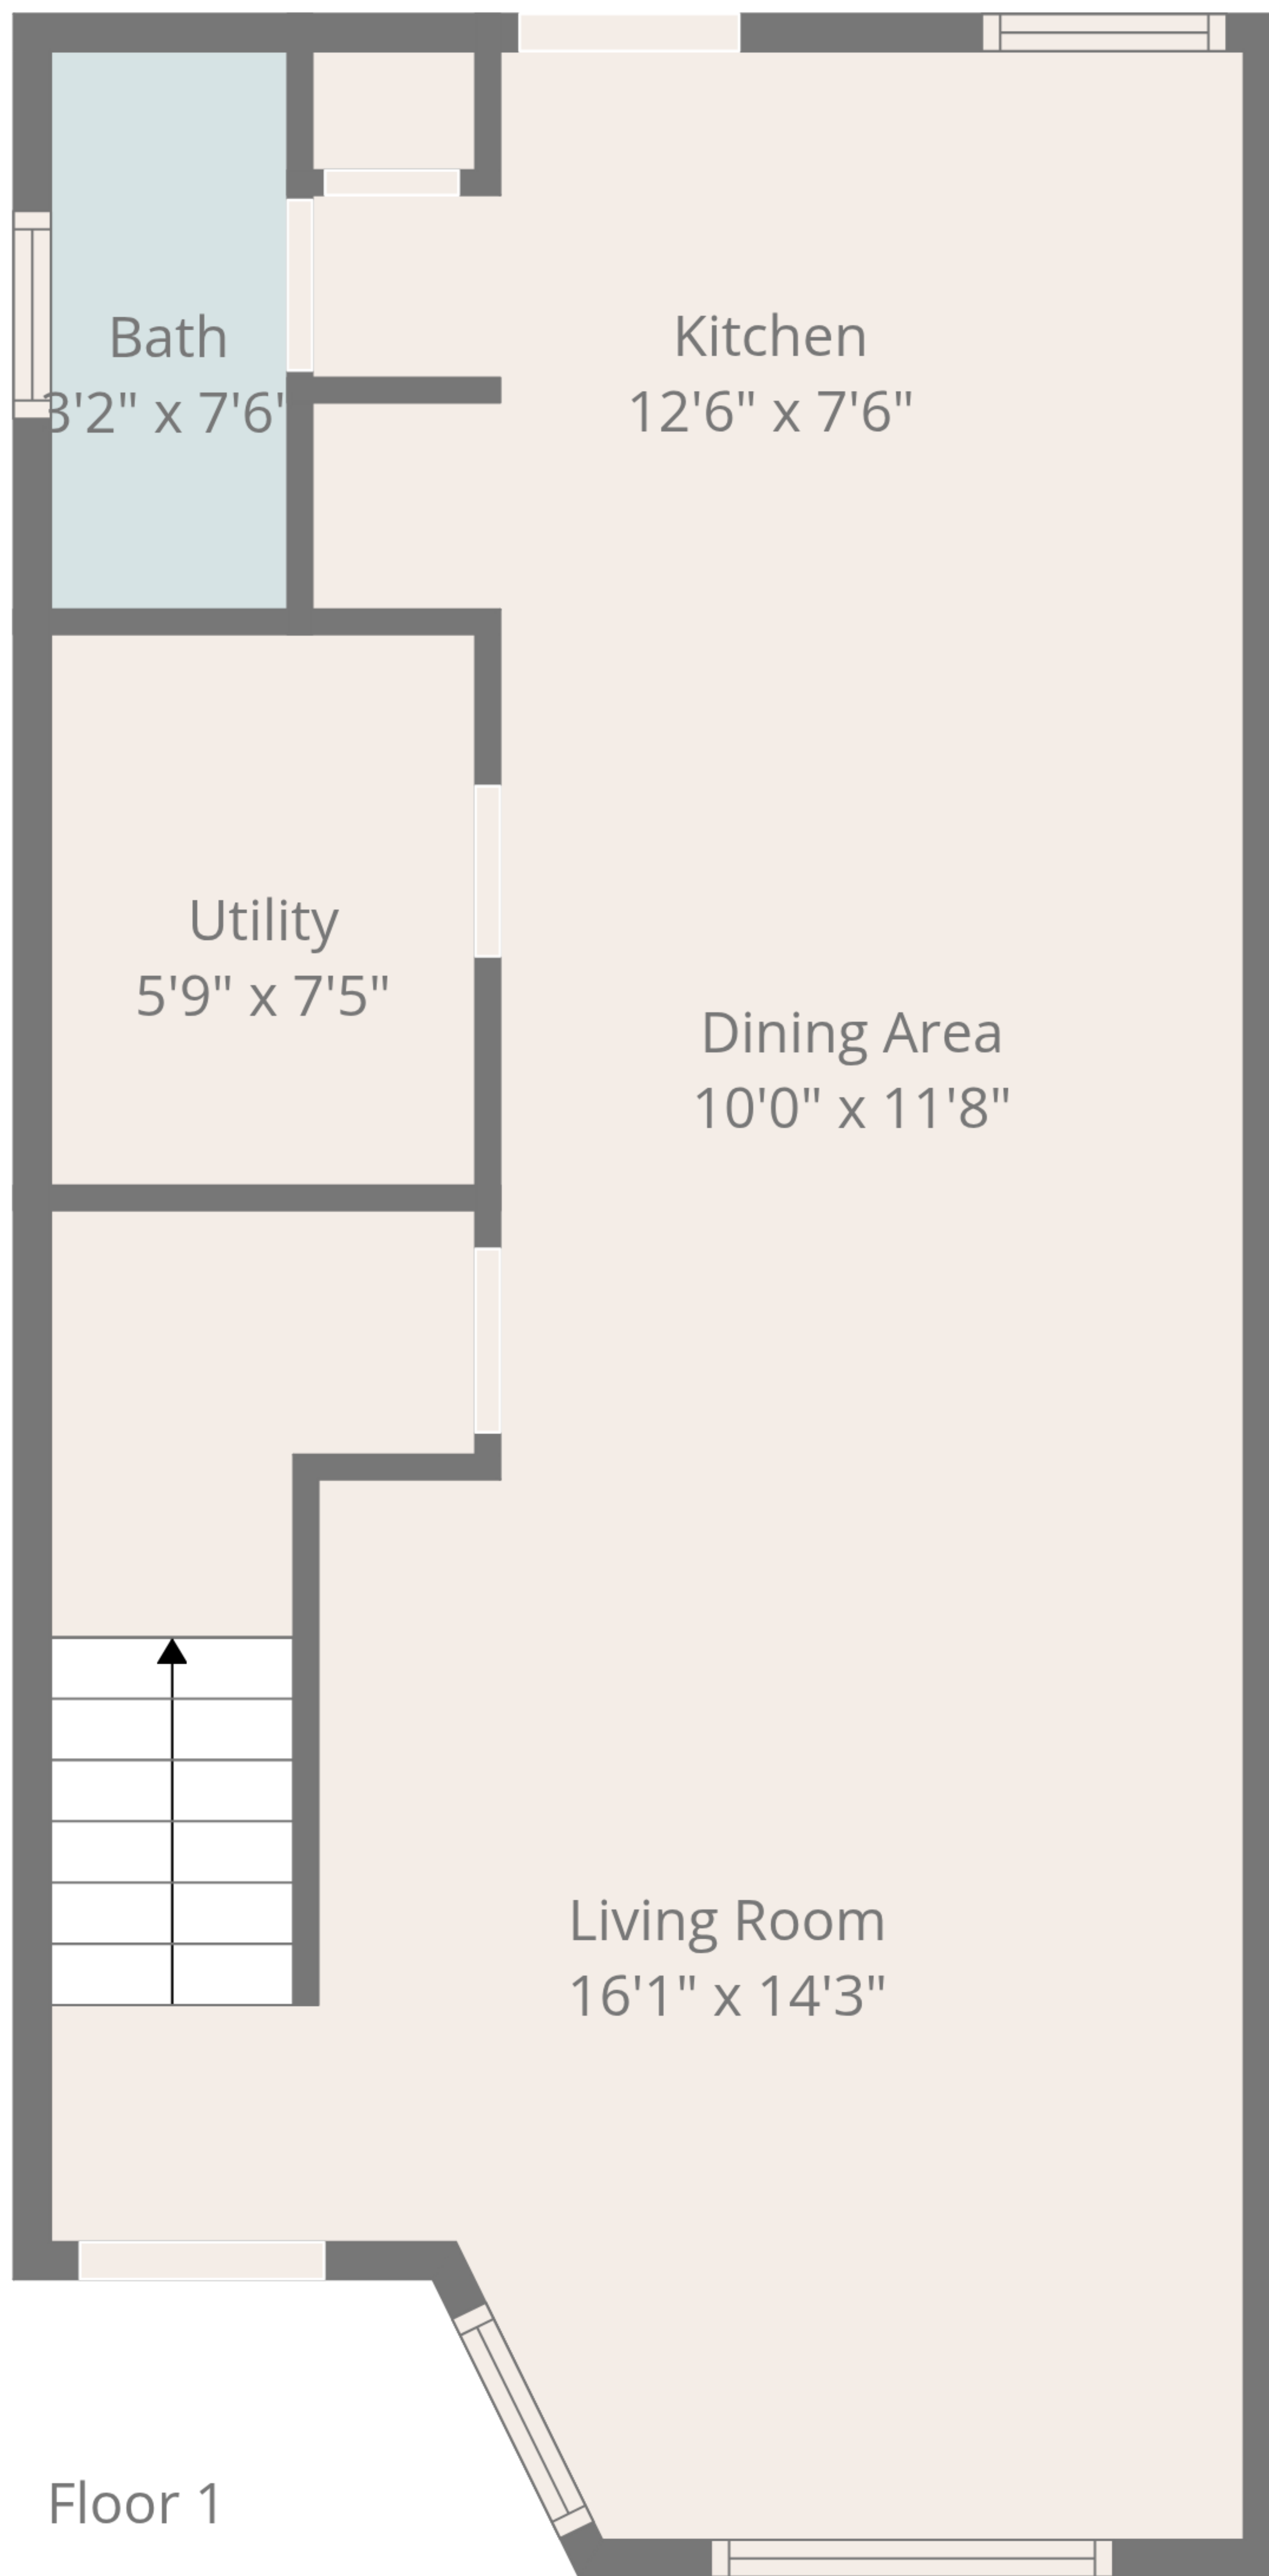 Bath
3'2" x 7'6"
Kitchen
12'6" x 7'6"
Utility
5'9" x 7'5"
Dining Area
10'0" x 11'8"
Living Room
16'1" x 14'3"
Floor 1